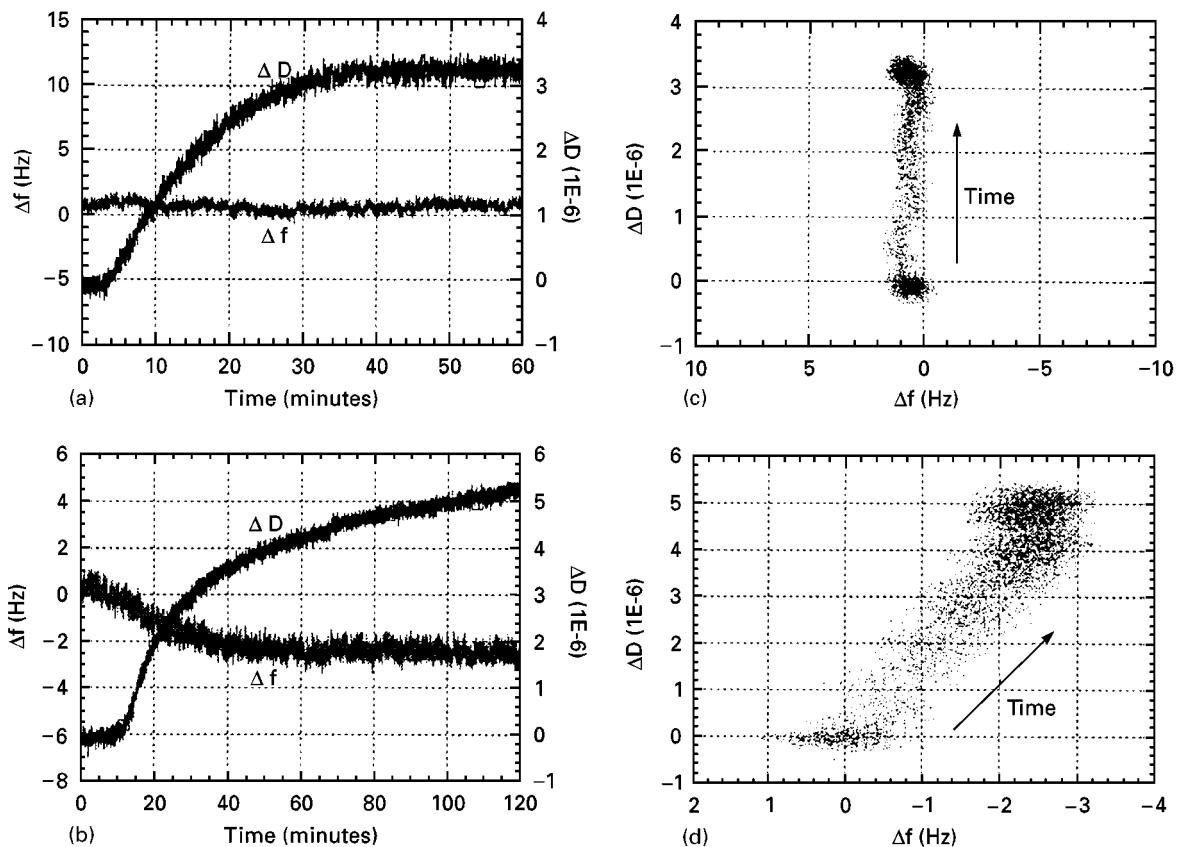 15
10
5
0
−5
−10
Δf (Hz)
4
3
2
1
0
−1
ΔD (1E-6)
Δ D
Δ f
0 10 20 30 40 50 60
(a) Time (minutes)
4
3
2
1
0
−1
ΔD (1E-6)
Time
10 5 0 −5 −10
(c) Δf (Hz)
6
4
2
0
−2
−4
−6
−8
Δf (Hz)
6
5
4
3
2
1
0
−1
ΔD (1E-6)
Δ D
Δ f
0 20 40 60 80 100 120
(b) Time (minutes)
6
5
4
3
2
1
0
−1
ΔD (1E-6)
Time
2 1 0 −1 −2 −3 −4
(d) Δf (Hz)